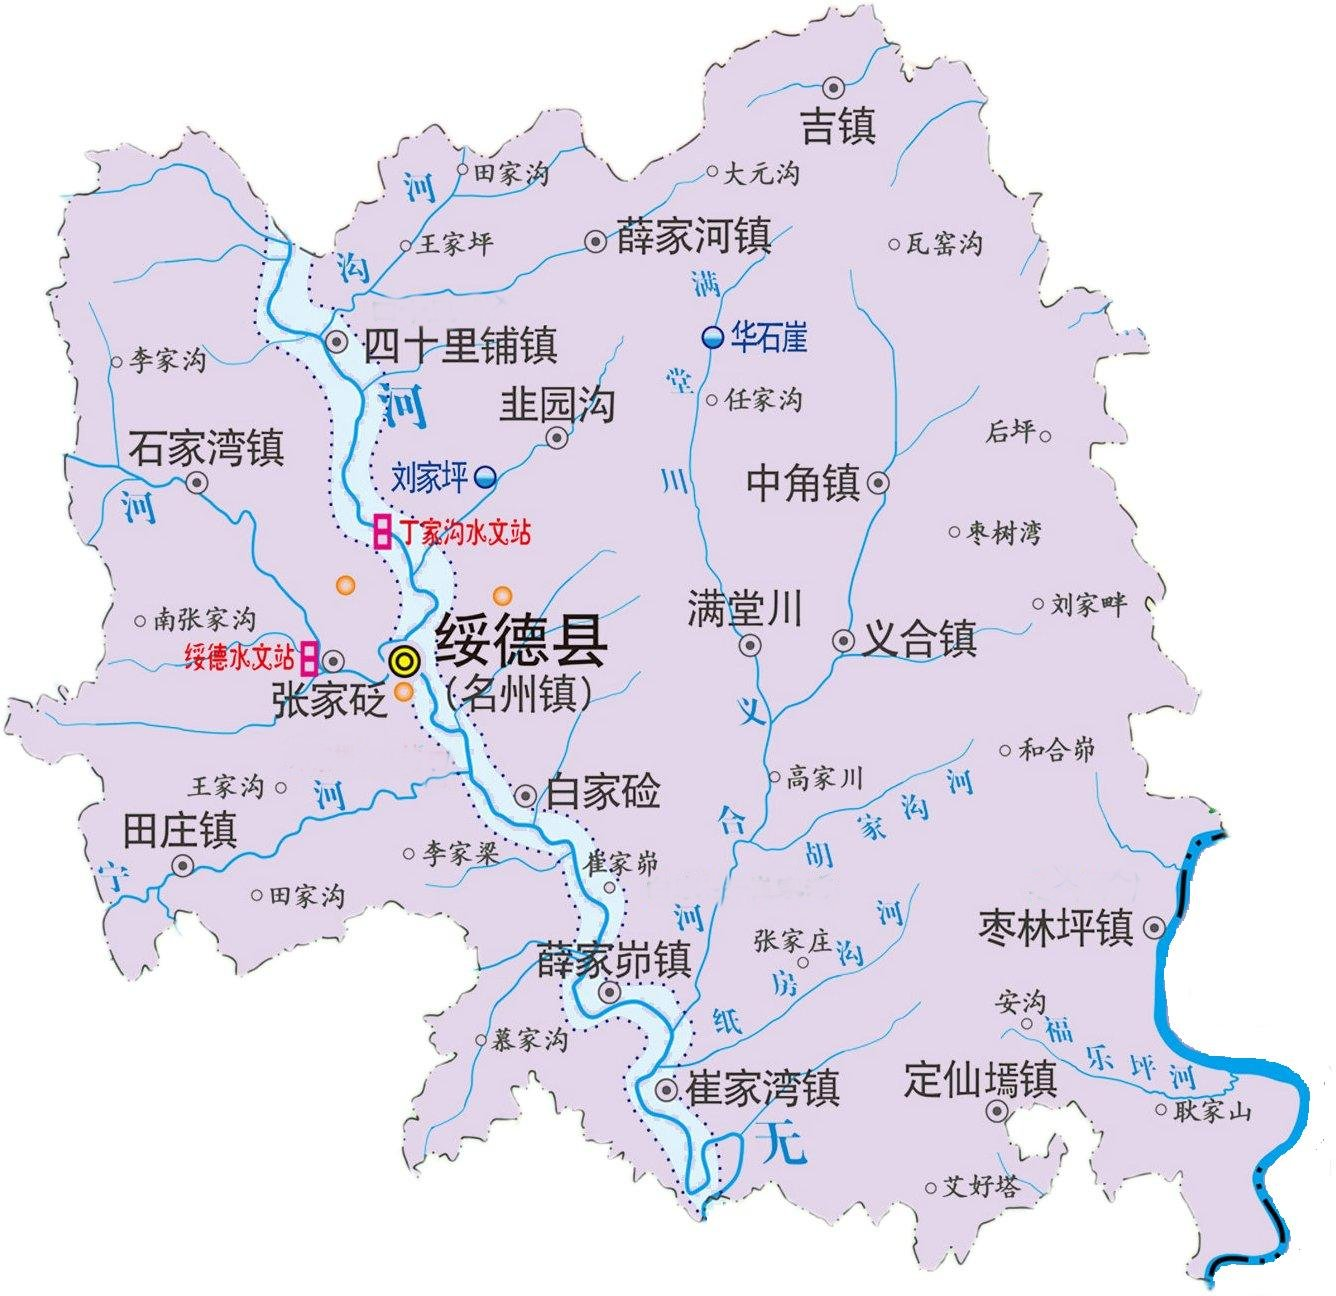 吉镇
田家沟
大元沟
河
薛家河镇
王家坪
瓦窑沟
沟
满
华石崖
四十里铺镇
李家沟
堂
河
韭园沟
任家沟
后坪
石家湾镇
刘家坪
川
中角镇
河
丁家沟水文站
枣树湾
满堂川
刘家畔
南张家沟
绥德县
义合镇
绥德水文站
张家砭
(名州镇)
义
和合峁
高家川
河
王家沟
河
白家硷
沟
合
家
田庄镇
胡
李家梁
崔家峁
宁
田家沟
河
河
枣林坪镇
张家庄
沟
薛家峁镇
房
安沟
纸
福
慕家沟
乐
坪
河
崔家湾镇
定仙墕镇
耿家山
无
艾好塔